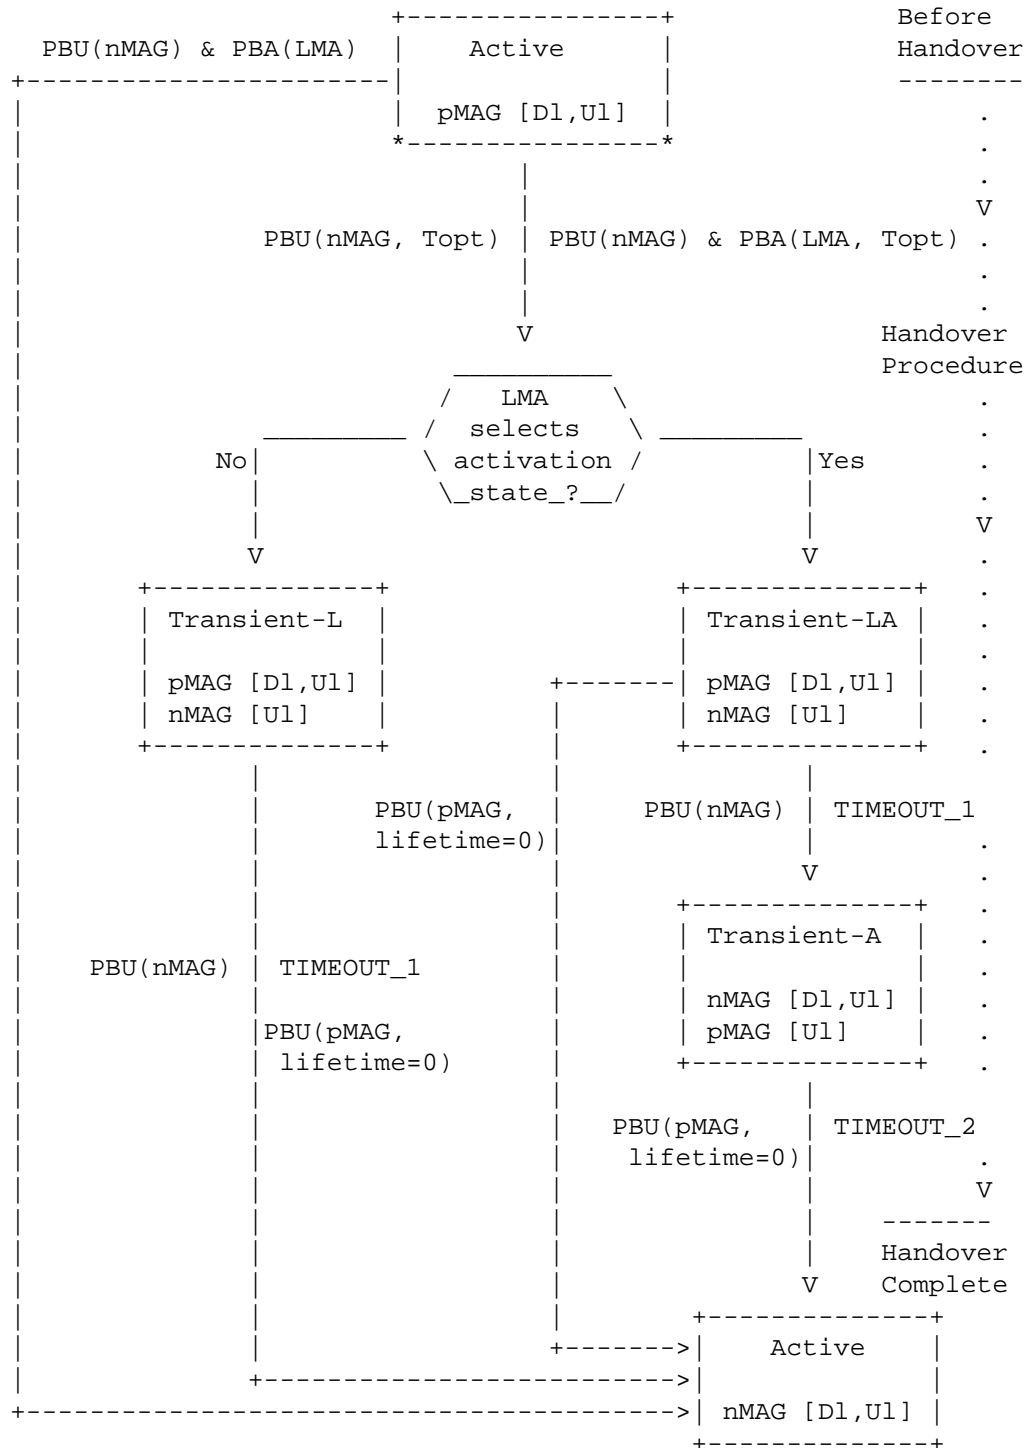 Before
PBU(nMAG) & PBA(LMA) Active Handover
pMAG [Dl,Ul]
PBU(nMAG, Topt) PBU(nMAG) & PBA(LMA, Topt)
Handover
Procedure
LMA
selects
No activation Yes
state_?
Transient-L Transient-LA
pMAG [Dl,Ul] pMAG [Dl,Ul]
nMAG [Ul] nMAG [Ul]
PBU(pMAG, PBU(nMAG) TIMEOUT_1
lifetime=0)
Transient-A
PBU(nMAG) TIMEOUT_1
nMAG [Dl,Ul]
PBU(pMAG, pMAG [Ul]
lifetime=0)
PBU(pMAG, TIMEOUT_2
lifetime=0)
Handover
Complete
Active
nMAG [Dl,Ul]